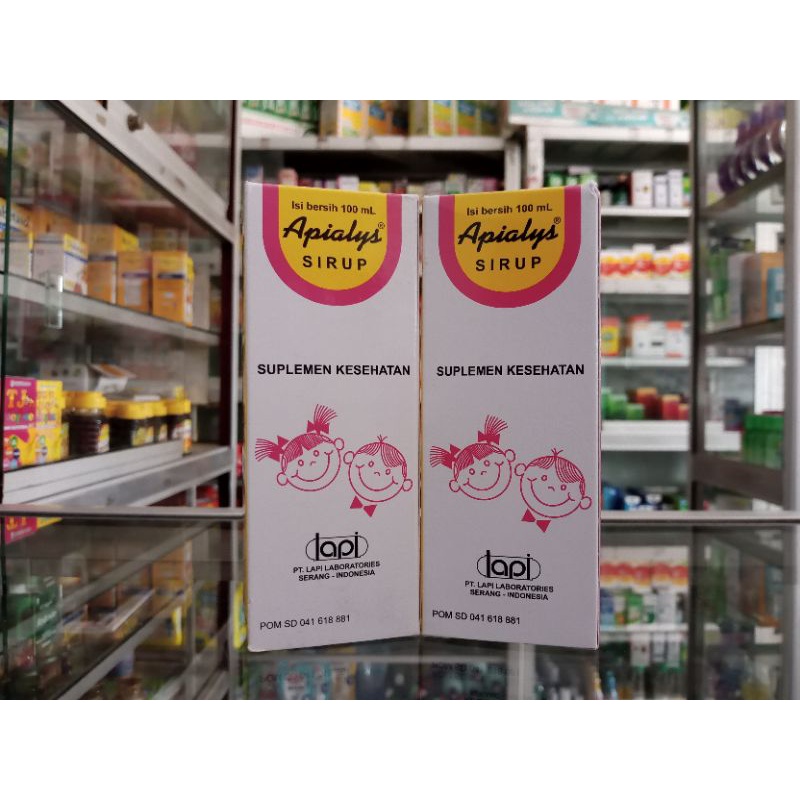 Isi bersih 100 mL
Apialys®
SIRUP
SUPLEMEN KESEHATAN
lapi
PT. LAPI LABORATORIES
SERANG - INDONESIA
POM SD 041 618 881
Isi bersih 100 mL
Apialys®
SIRUP
SUPLEMEN KESEHATAN
lapi
PT. LAPI LABORATORIES
SERANG - INDONESIA
POM SD 041 618 881